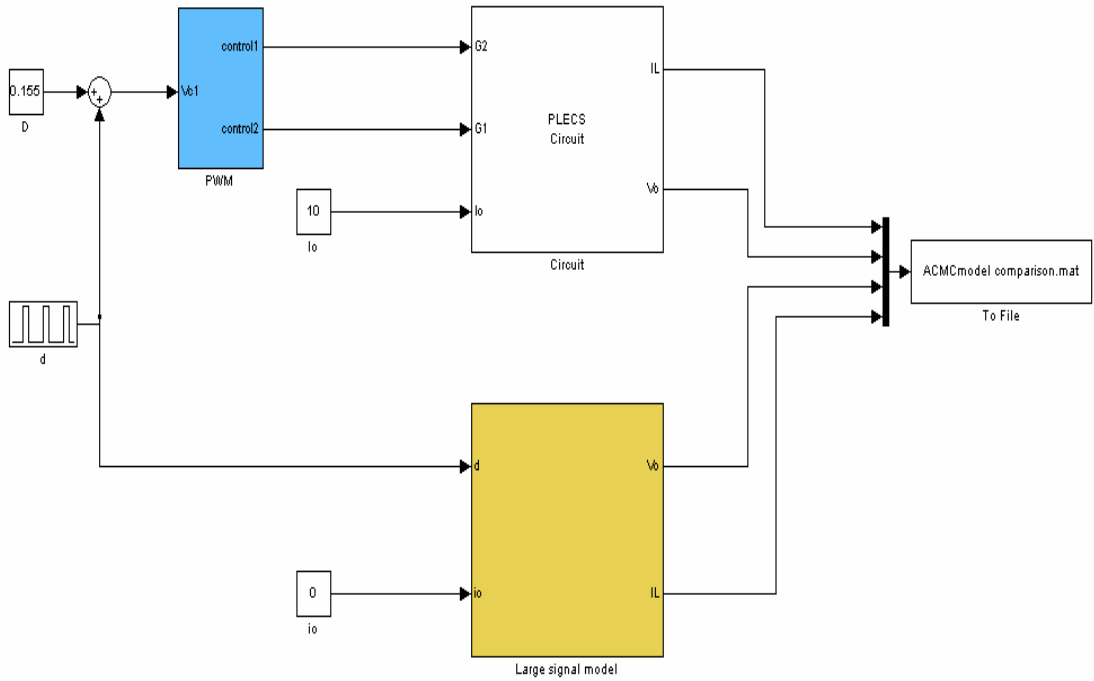 control1
G2
IL
0.155
Vc1
PLECS
Circuit
D
control2
G1
PWM
Vo
10
Io
Io
Circuit
ACMCmodel comparison.mat
To File
d
d
Vo
0
io
io
IL
Large signal model